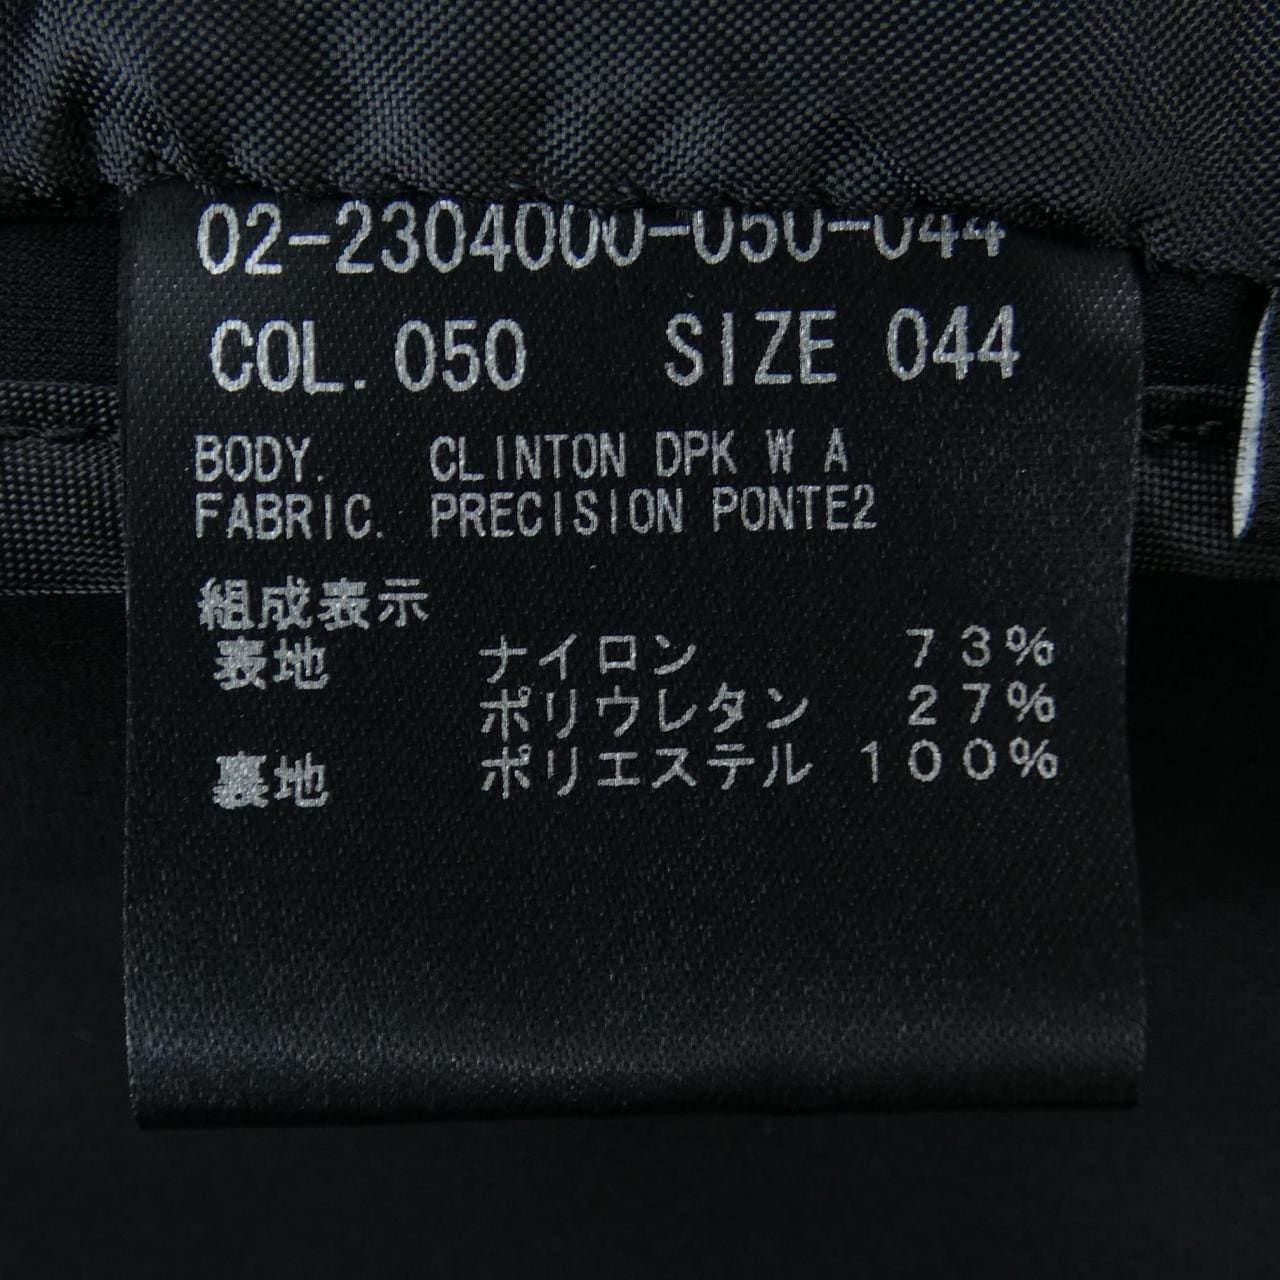 02-2304000-050-044
COL. 050 SIZE 044
BODY. CLINTON DPK W A
FABRIC. PRECISION PONTE2
組成表示
表地 ナイロン 73%
ポリウレタン 27%
裏地 ポリエステル 100%